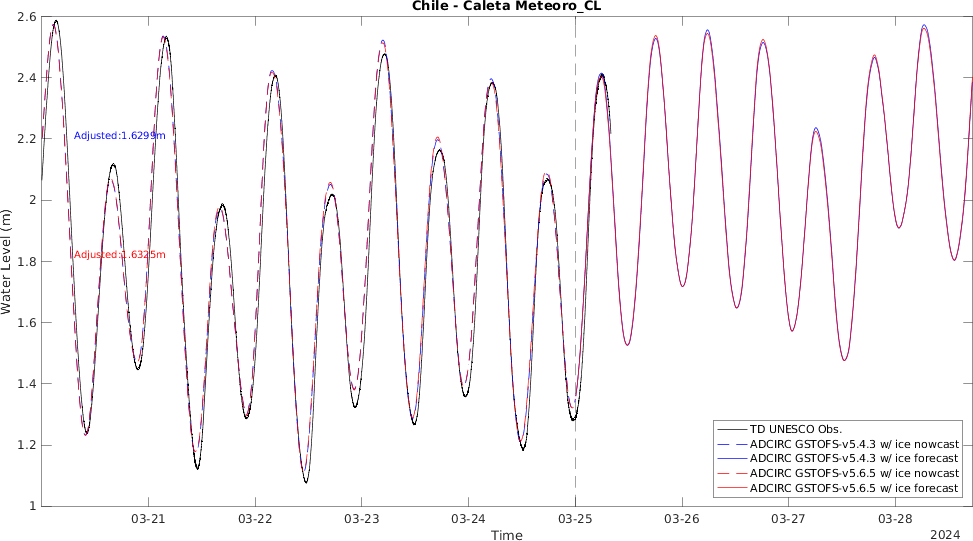 Chile - Caleta Meteoro_CL
2.6
2.4
2.2
2
1.8
1.6
1.4
1.2
1
Water Level (m)
Adjusted:1.6299m
Adjusted:1.6325m
TD UNESCO Obs.
ADCIRC GSTOFS-v5.4.3 w/ ice nowcast
ADCIRC GSTOFS-v5.4.3 w/ ice forecast
ADCIRC GSTOFS-v5.6.5 w/ ice nowcast
ADCIRC GSTOFS-v5.6.5 w/ ice forecast
03-21 03-22 03-23 03-24 03-25 03-26 03-27 03-28
Time
2024